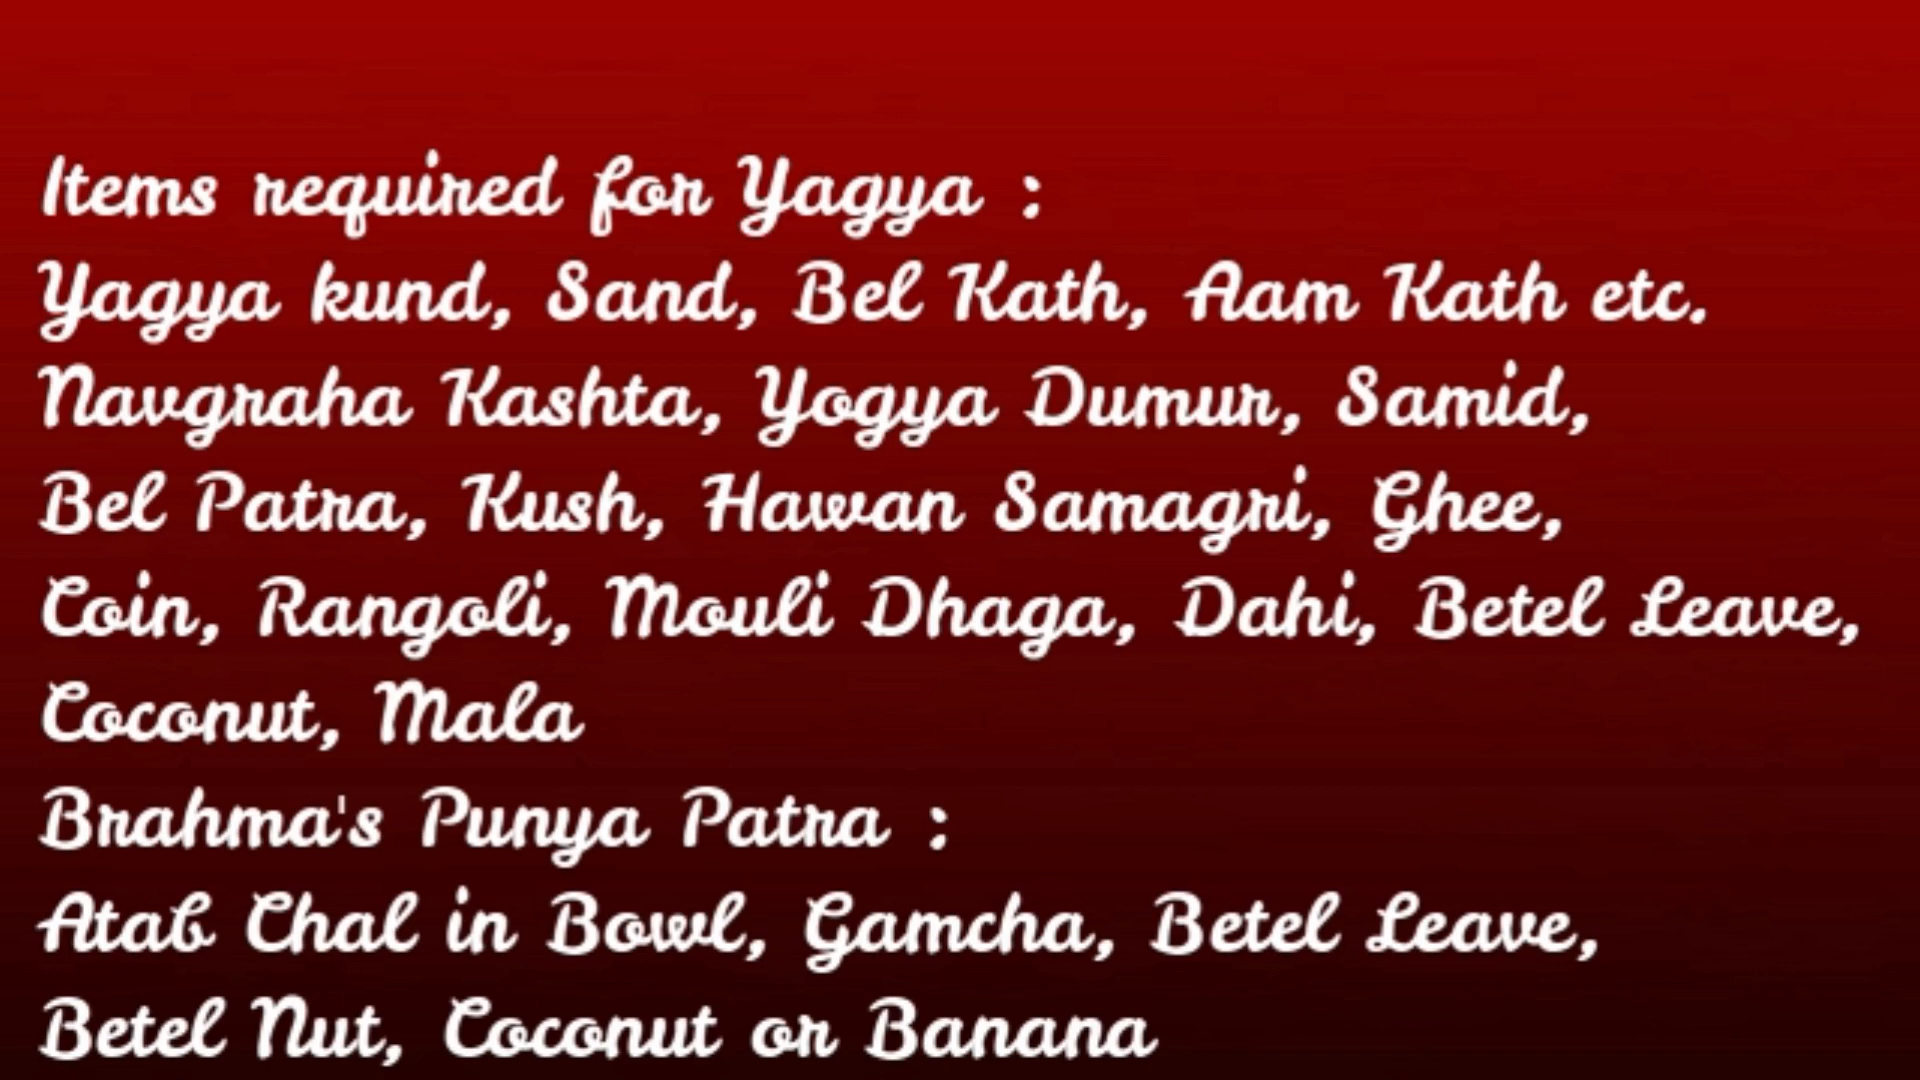 Items required for Yagya :
Yagya kund, Sand, Bel Kath, Aam Kath etc.
Navgraha Kashta, Yogya Dumur, Samid,
Bel Patra, Kush, Hawan Samagri, Ghee,
Coin, Rangoli, Mouli Dhaga, Dahi, Betel Leave,
Coconut, Mala
Brahma's Punya Patra :
Atab Chal in Bowl, Gamcha, Betel Leave,
Betel Nut, Coconut or Banana